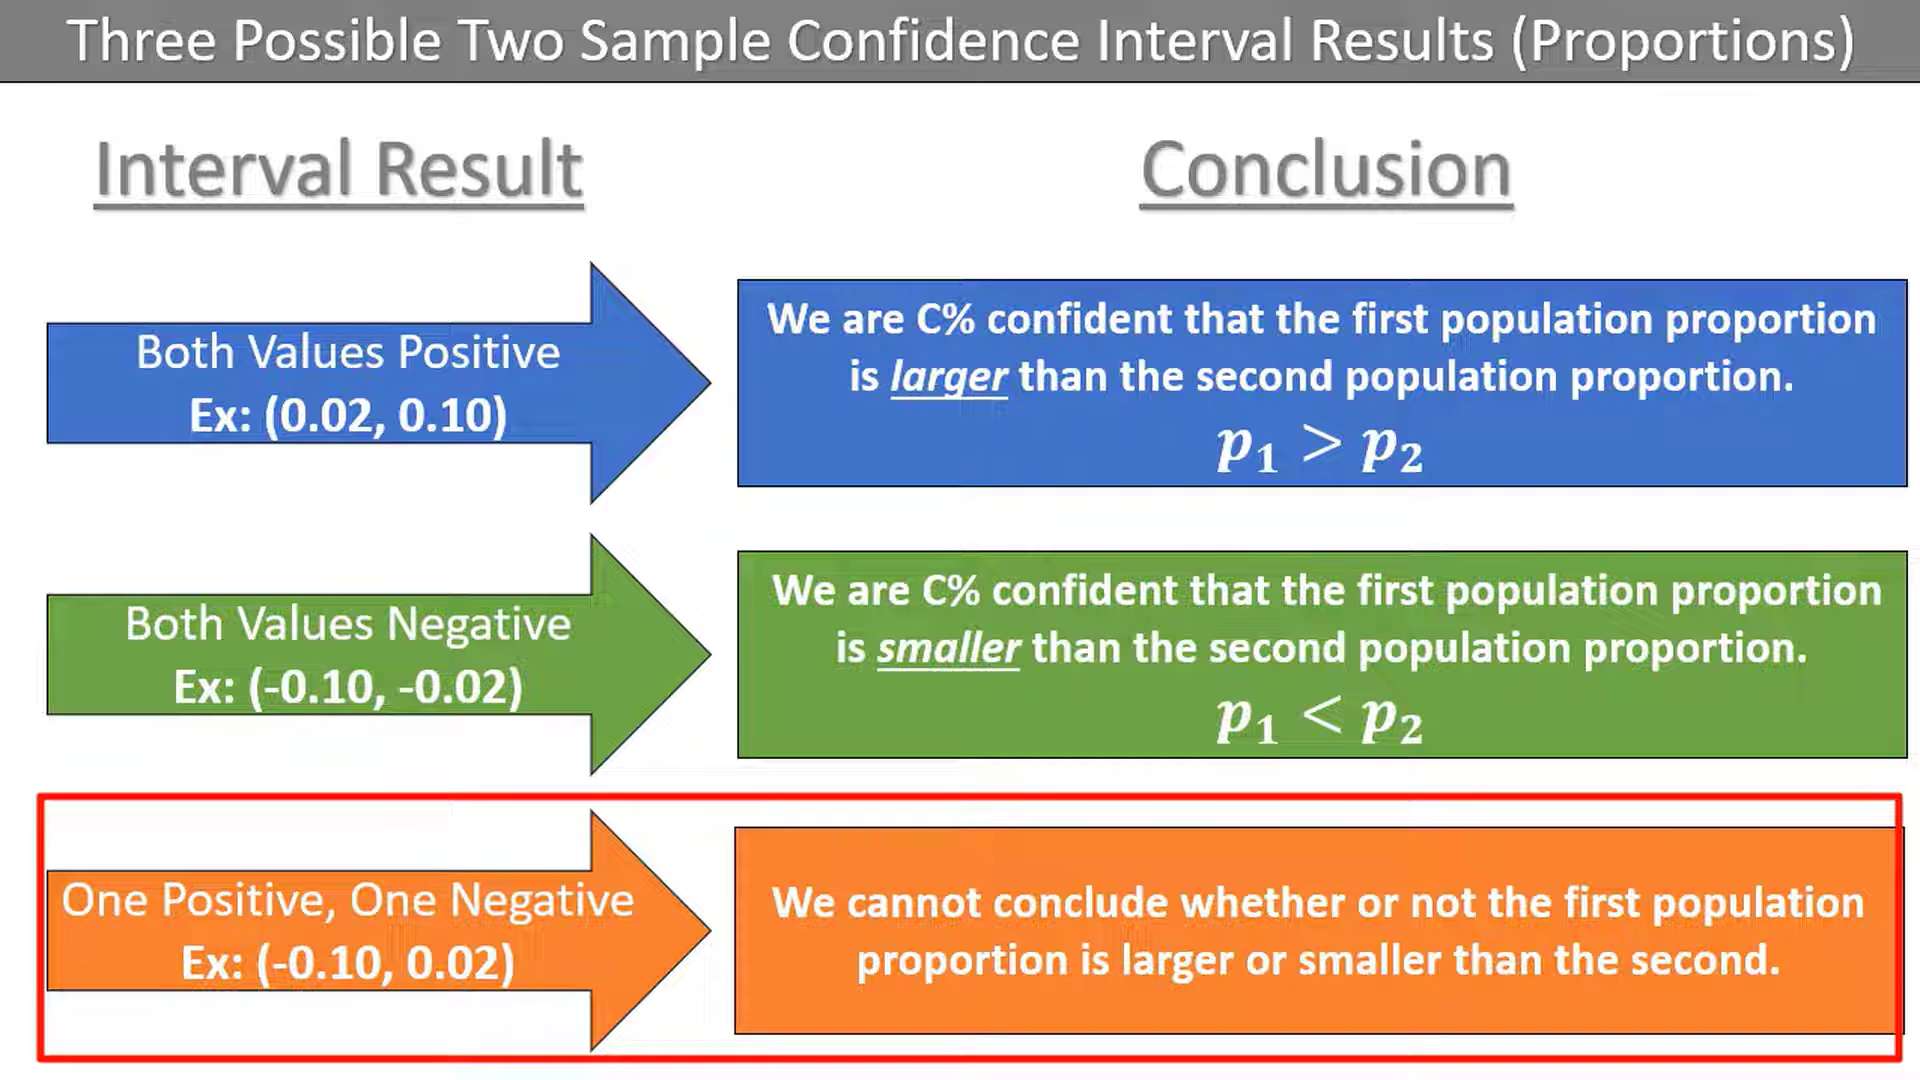 Three Possible Two Sample Confidence Interval Results (Proportions)
Interval Result
Conclusion
Both Values Positive
Ex: (0.02, 0.10)
We are C% confident that the first population proportion
is larger than the second population proportion.
p₁ > p₂
Both Values Negative
Ex: (-0.10, -0.02)
We are C% confident that the first population proportion
is smaller than the second population proportion.
p₁ < p₂
One Positive, One Negative
Ex: (-0.10, 0.02)
We cannot conclude whether or not the first population
proportion is larger or smaller than the second.